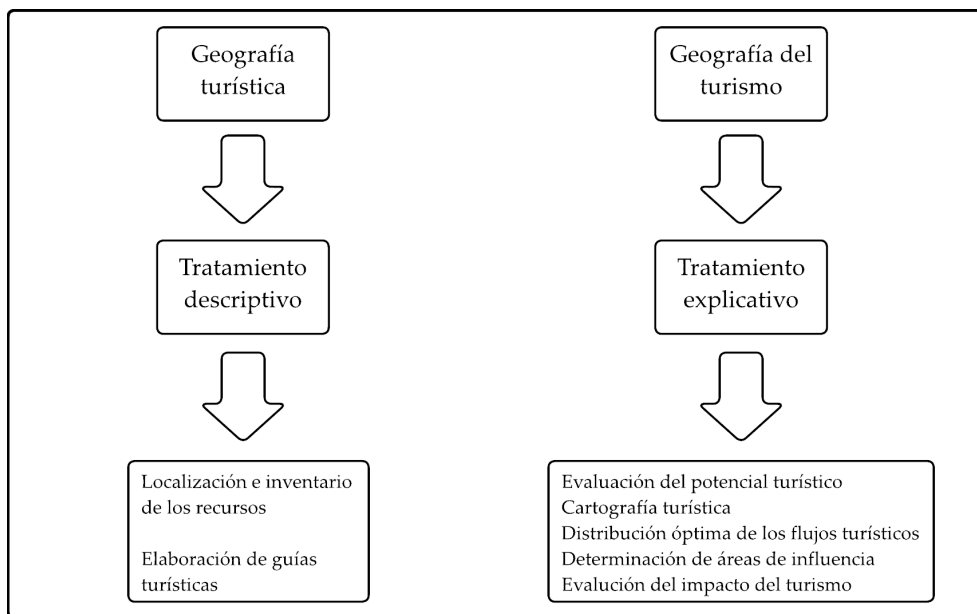 Geografía
turística
Tratamiento
descriptivo
Localización e inventario
de los recursos
Elaboración de guías
turísticas
Geografía del
turismo
Tratamiento
explicativo
Evaluación del potencial turístico
Cartografía turística
Distribución óptima de los flujos turísticos
Determinación de áreas de influencia
Evalución del impacto del turismo